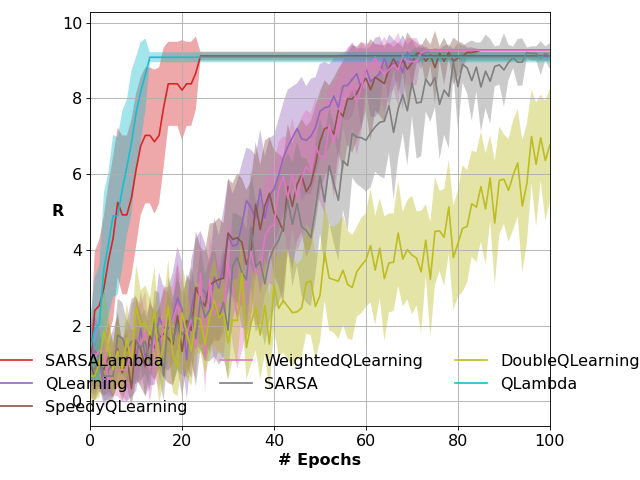 10
8
6
R
4
2
SARSALambda WeightedQLearning DoubleQLearning
QLearning SARSA QLambda
0
SpeedyQLearning
0 20 40 60 80 100
# Epochs